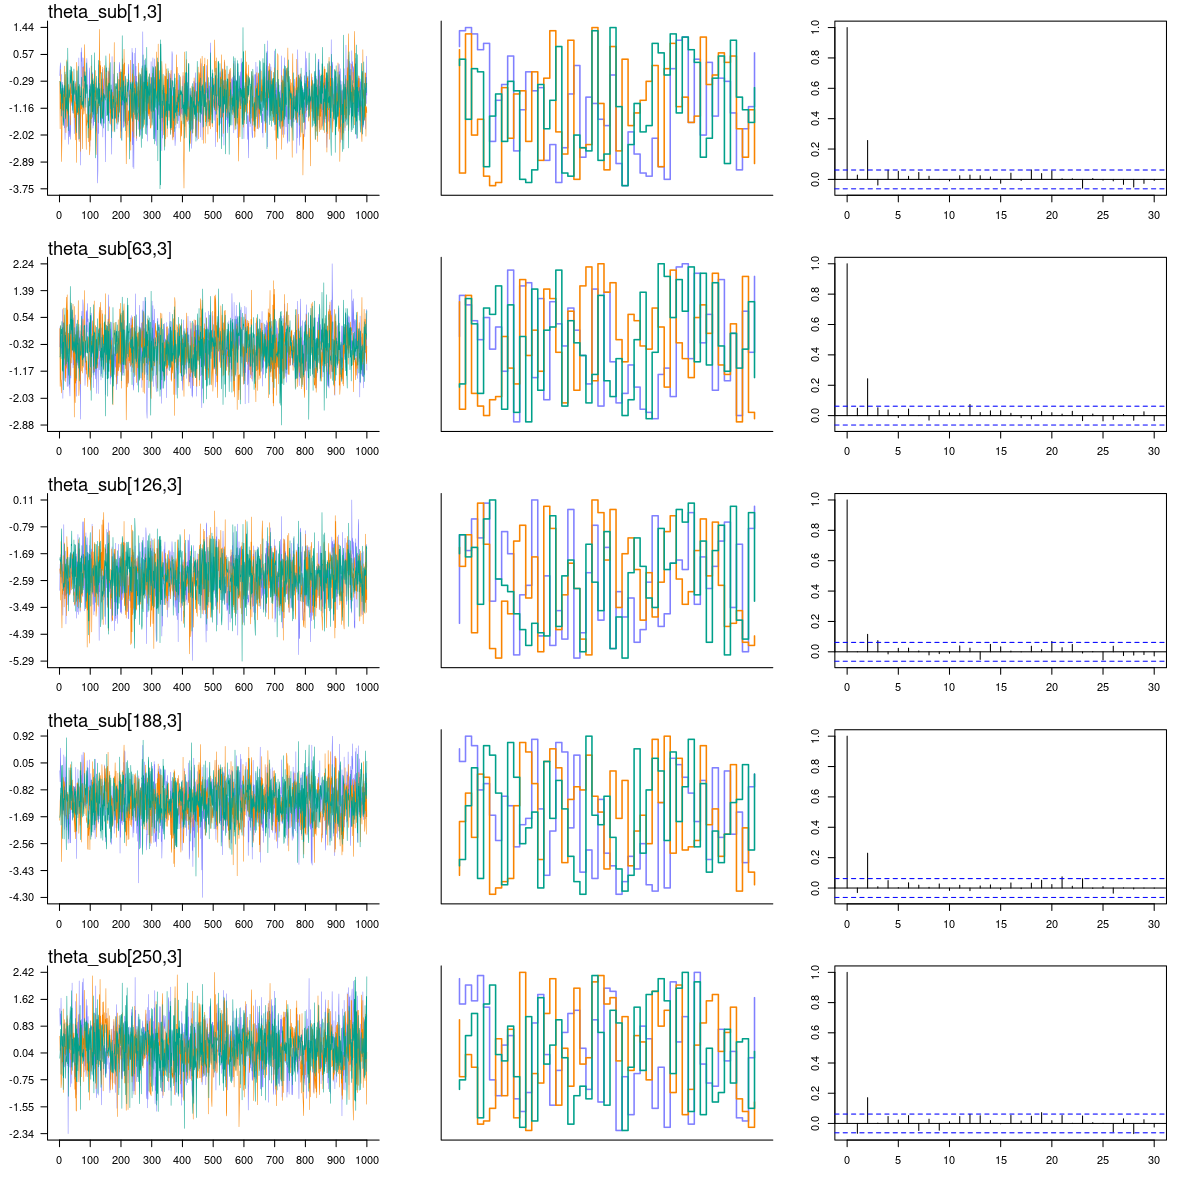 theta_sub[1,3]
1.44
0.57
-0.29
-1.16
-2.02
-2.89
-3.75
0 100 200 300 400 500 600 700 800 900 1000
0.0 0.2 0.4 0.6 0.8 1.0
0 5 10 15 20 25 30
theta_sub[63,3]
2.24
1.39
0.54
-0.32
-1.17
-2.03
-2.88
0 100 200 300 400 500 600 700 800 900 1000
0.0 0.2 0.4 0.6 0.8 1.0
0 5 10 15 20 25 30
theta_sub[126,3]
0.11
-0.79
-1.69
-2.59
-3.49
-4.39
-5.29
0 100 200 300 400 500 600 700 800 900 1000
0.0 0.2 0.4 0.6 0.8 1.0
0 5 10 15 20 25 30
theta_sub[188,3]
0.92
0.05
-0.82
-1.69
-2.56
-3.43
-4.30
0 100 200 300 400 500 600 700 800 900 1000
0.0 0.2 0.4 0.6 0.8 1.0
0 5 10 15 20 25 30
theta_sub[250,3]
2.42
1.62
0.83
0.04
-0.75
-1.55
-2.34
0 100 200 300 400 500 600 700 800 900 1000
0.0 0.2 0.4 0.6 0.8 1.0
0 5 10 15 20 25 30